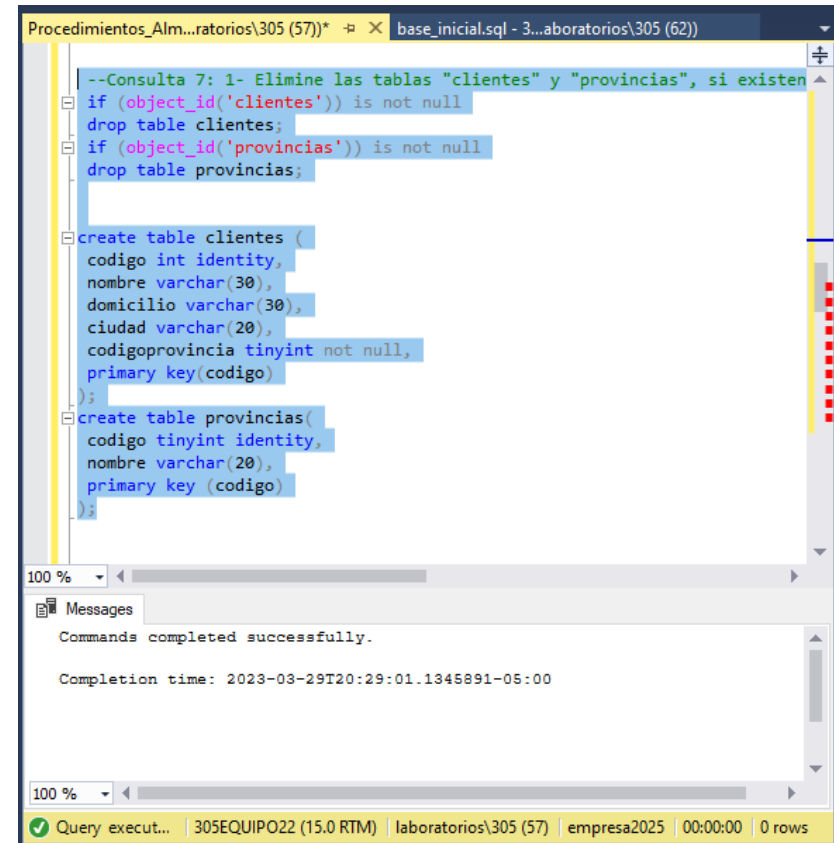 Procedimientos_Alm...ratorios\305 (57))* base_inicial.sql - 3...aboratorios\305 (62))
--Consulta 7: 1- Elimine las tablas "clientes" y "provincias", si existen
if (object_id('clientes')) is not null
drop table clientes;
if (object_id('provincias')) is not null
drop table provincias;
create table clientes (
codigo int identity,
nombre varchar(30),
domicilio varchar(30),
ciudad varchar(20),
codigoprovincia tinyint not null,
primary key(codigo)
);
create table provincias(
codigo tinyint identity,
nombre varchar(20),
primary key (codigo)
);
100 %
Messages
Commands completed successfully.
Completion time: 2023-03-29T20:29:01.1345891-05:00
100 %
Query execut... 305EQUIPO22 (15.0 RTM) laboratorios\305 (57) empresa2025 00:00:00 0 rows